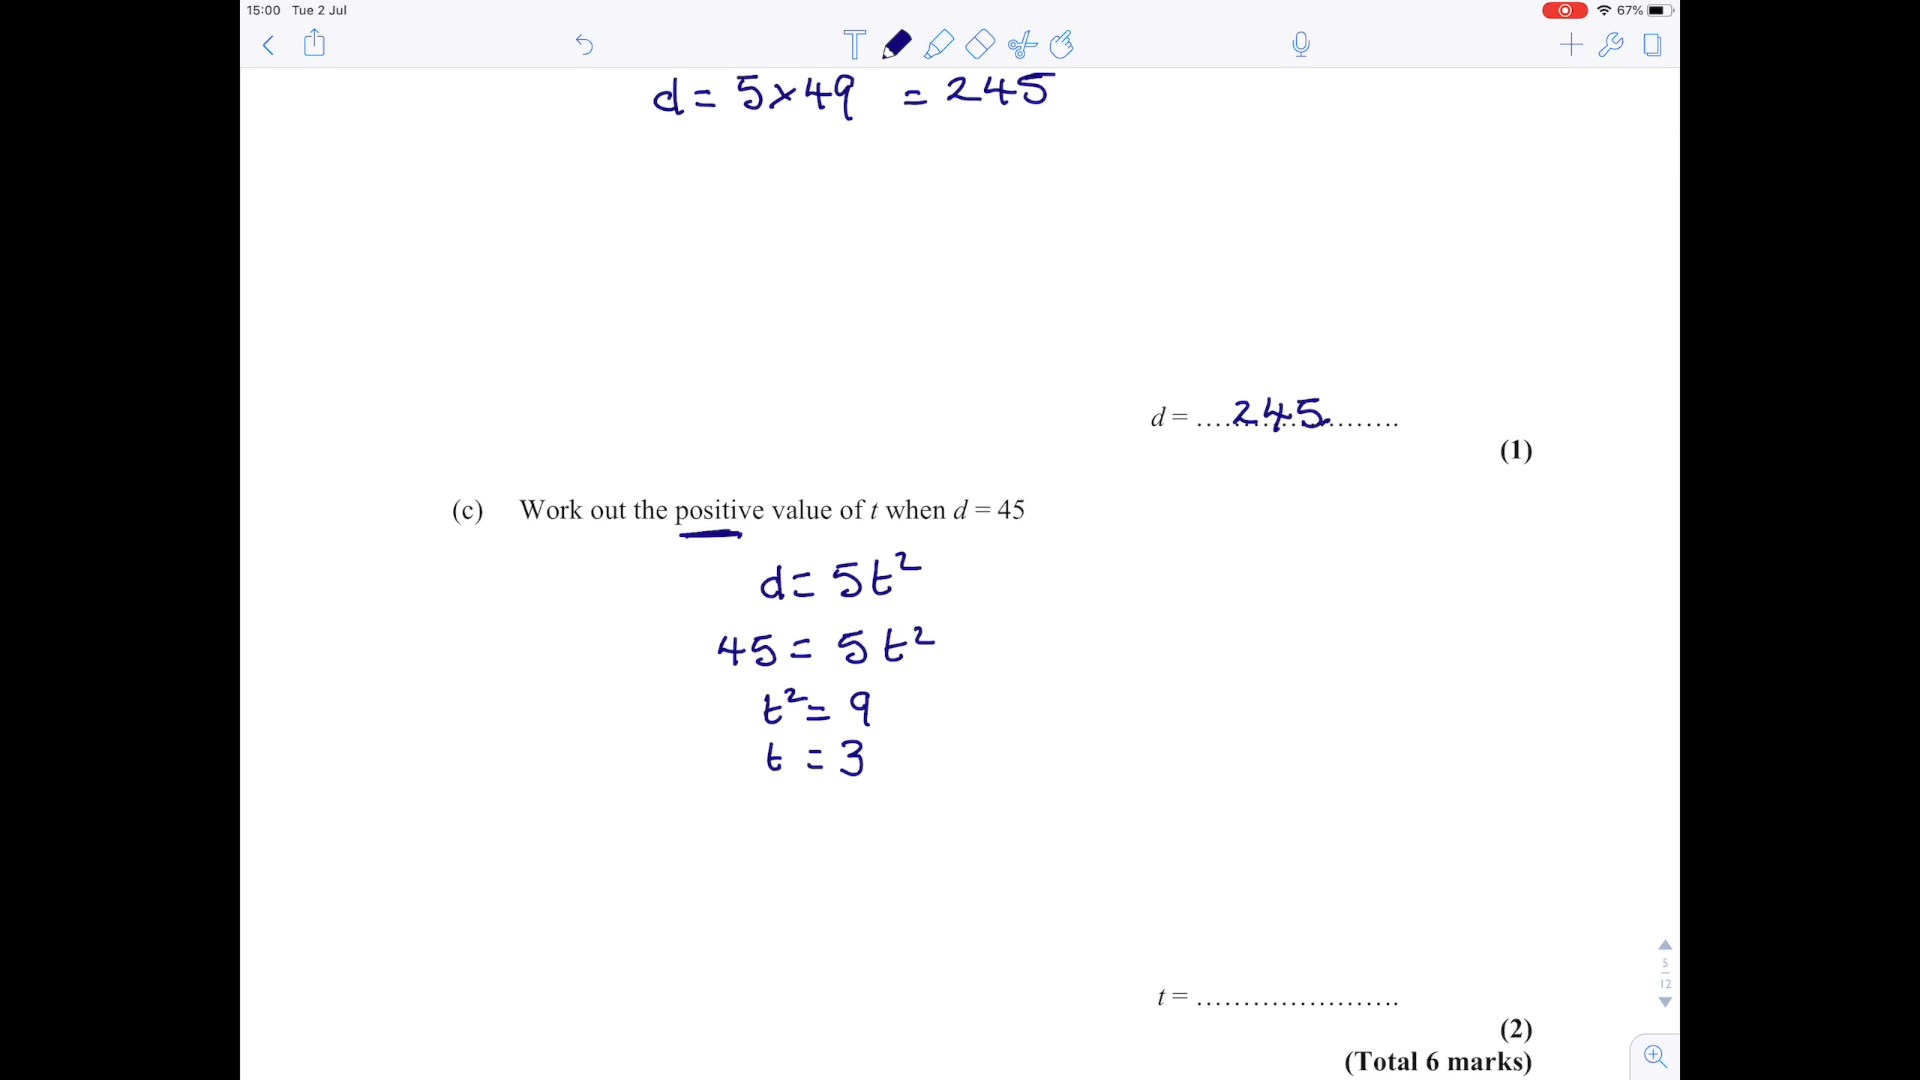 15:00 Tue 2 Jul 67%
T
d = 5×49 = 245
d = ......245.......
(1)
(c) Work out the positive value of t when d = 45
d = 5t²
45 = 5t²
t² = 9
t = 3
5
12
t = ......................
(2)
(Total 6 marks)